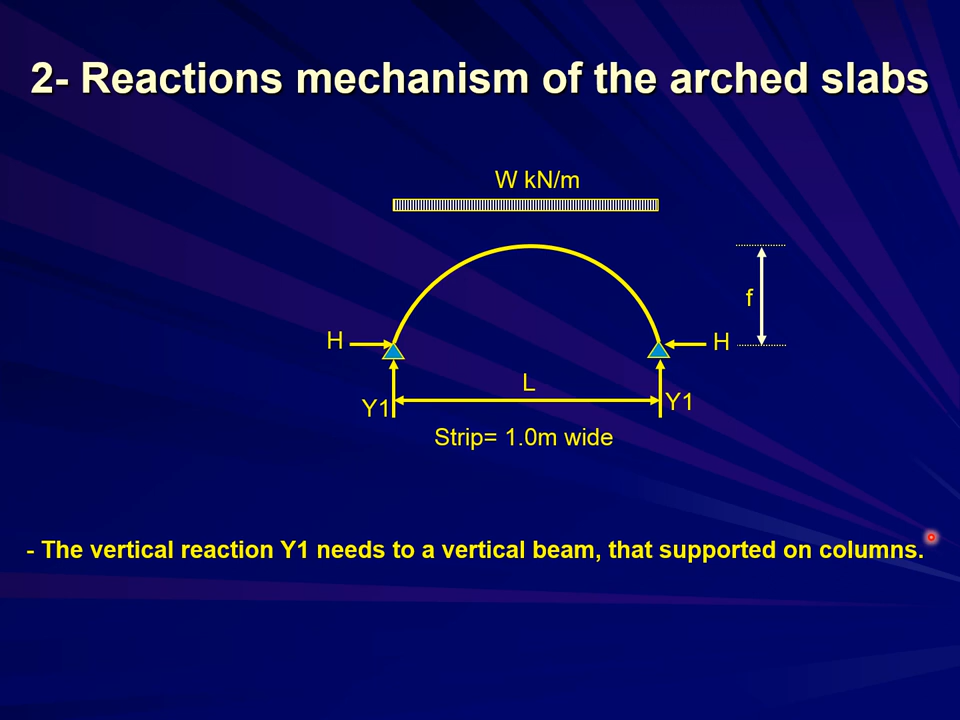 2- Reactions mechanism of the arched slabs
W kN/m
f
H
H
L
Y1
Y1
Strip= 1.0m wide
- The vertical reaction Y1 needs to a vertical beam, that supported on columns.